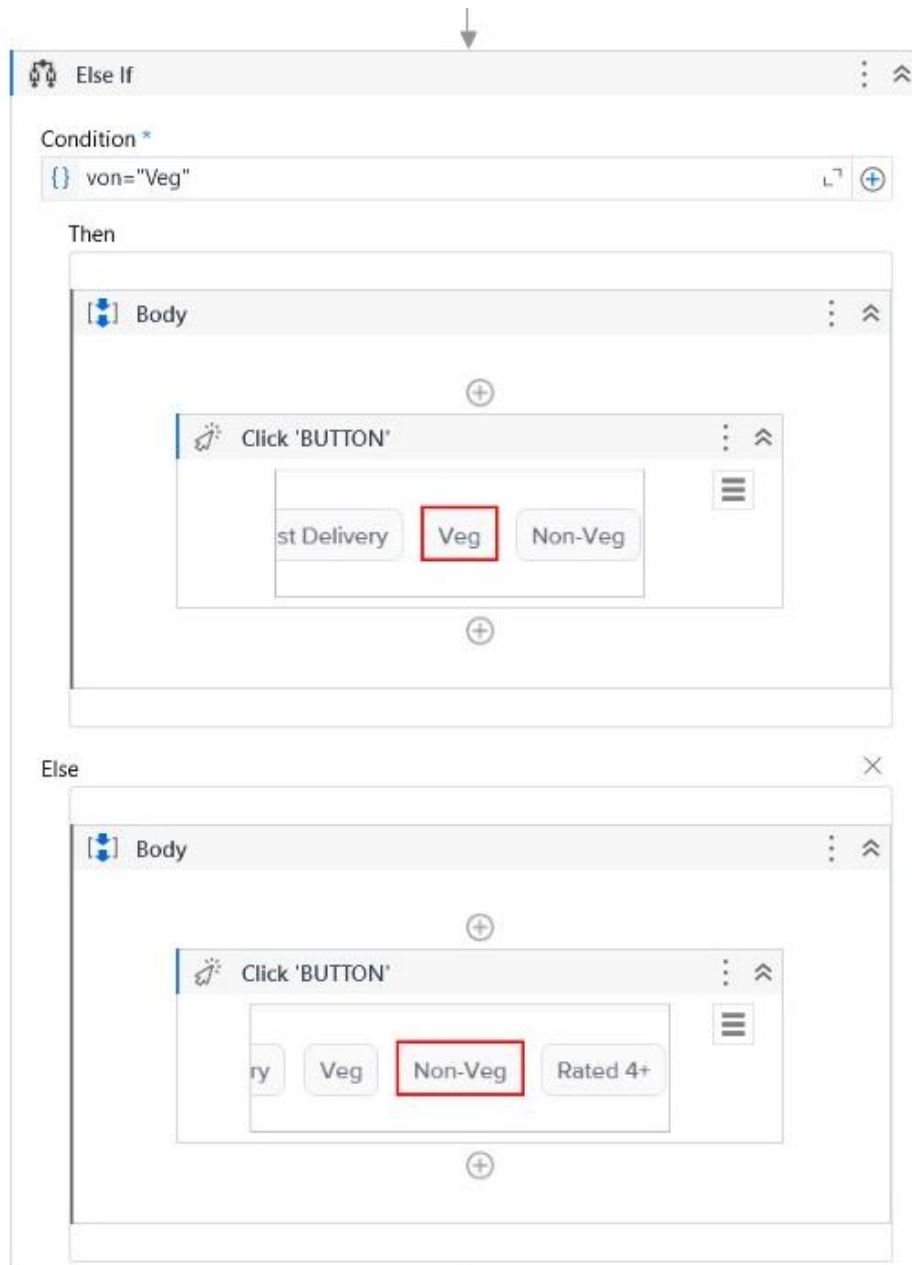 Else If
Condition *
{} von="Veg"
Then
Body
Click 'BUTTON'
st Delivery Veg Non-Veg
Else
Body
Click 'BUTTON'
ry Veg Non-Veg Rated 4+